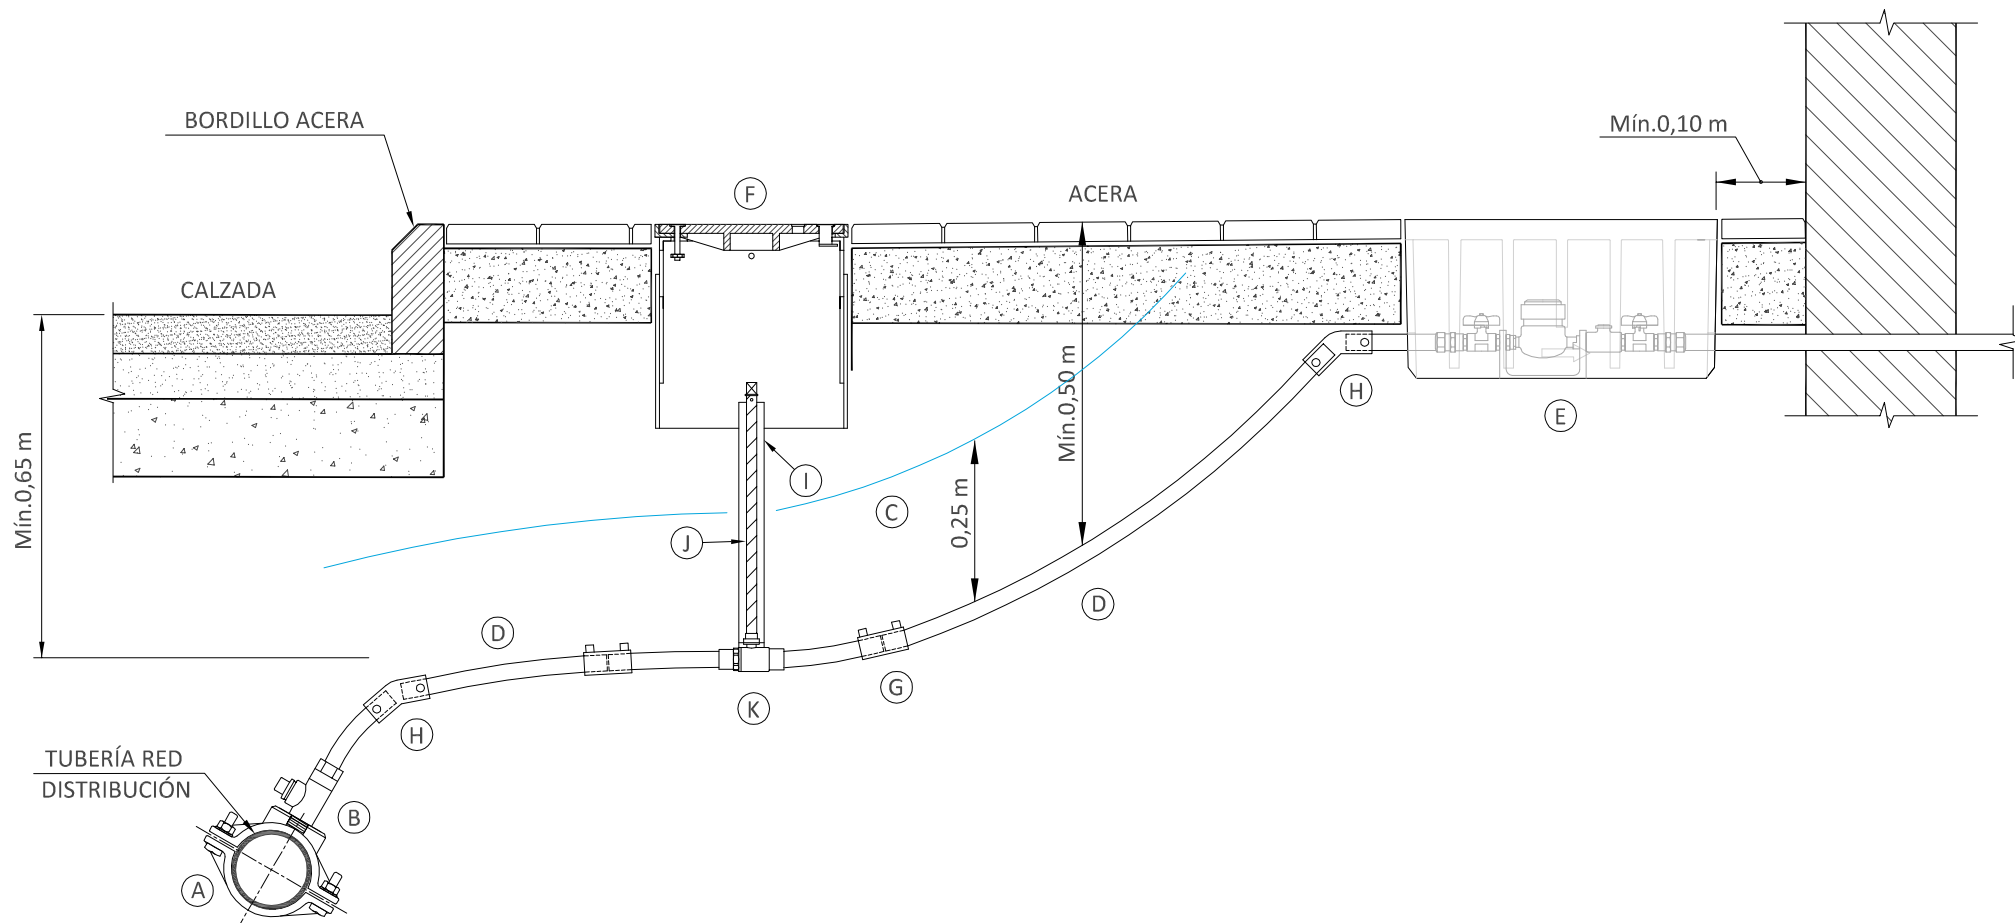 BORDILLO ACERA
Mín.0,10 m
F
ACERA
CALZADA
Mín.0,50 m
H
E
Mín.0,65 m
I
C
0,25 m
J
D
D
G
K
H
TUBERÍA RED
DISTRIBUCIÓN
B
A